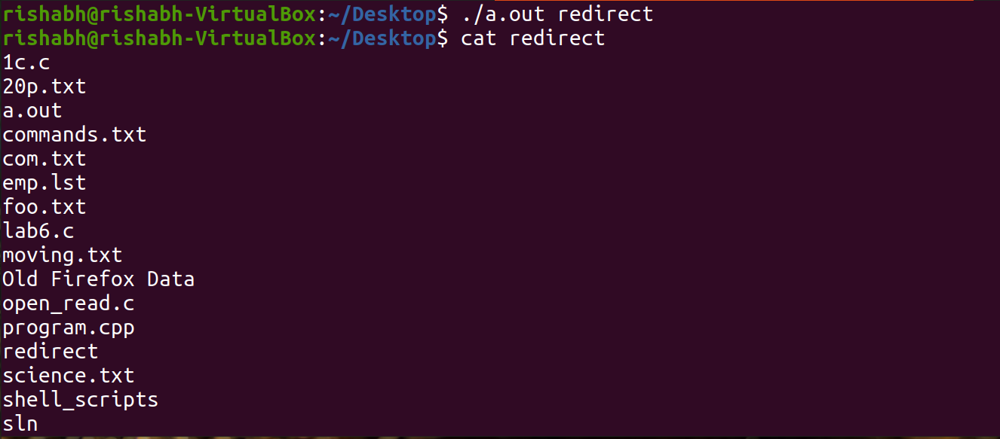 rishabh@rishabh-VirtualBox:~/Desktop$ ./a.out redirect
rishabh@rishabh-VirtualBox:~/Desktop$ cat redirect
1c.c
20p.txt
a.out
commands.txt
com.txt
emp.lst
foo.txt
lab6.c
moving.txt
Old Firefox Data
open_read.c
program.cpp
redirect
science.txt
shell_scripts
sln